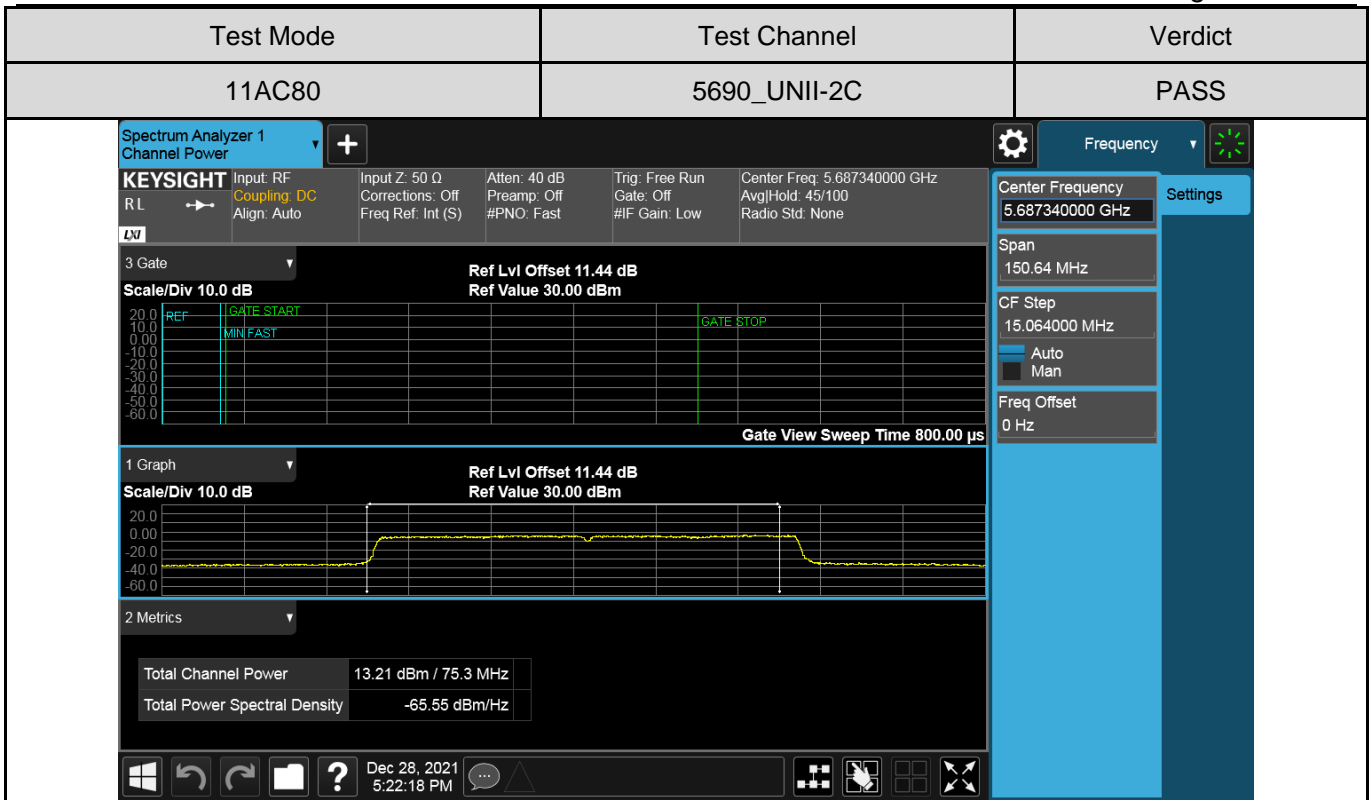 Test Mode
Test Channel
Verdict
11AC80
5690_UNII-2C
PASS
Spectrum Analyzer 1
Channel Power
Frequency
KEYSIGHT
RL
LXI
Input: RF
Coupling: DC
Align: Auto
Input Z: 50 Ω
Corrections: Off
Freq Ref: Int (S)
Atten: 40 dB
Preamp: Off
#PNO: Fast
Trig: Free Run
Gate: Off
#IF Gain: Low
Center Freq: 5.687340000 GHz
Avg|Hold: 45/100
Radio Std: None
Center Frequency
5.687340000 GHz
Settings
Span
150.64 MHz
CF Step
15.064000 MHz
Auto
Man
Freq Offset
0 Hz
3 Gate
Ref Lvl Offset 11.44 dB
Scale/Div 10.0 dB
Ref Value 30.00 dBm
20.0
10.0
0.00
-10.0
-20.0
-30.0
-40.0
-50.0
-60.0
REF
GATE START
MIN FAST
GATE STOP
Gate View Sweep Time 800.00 µs
1 Graph
Ref Lvl Offset 11.44 dB
Scale/Div 10.0 dB
Ref Value 30.00 dBm
20.0
0.00
-20.0
-40.0
-60.0
2 Metrics
Total Channel Power 13.21 dBm / 75.3 MHz
Total Power Spectral Density -65.55 dBm/Hz
?
Dec 28, 2021
5:22:18 PM